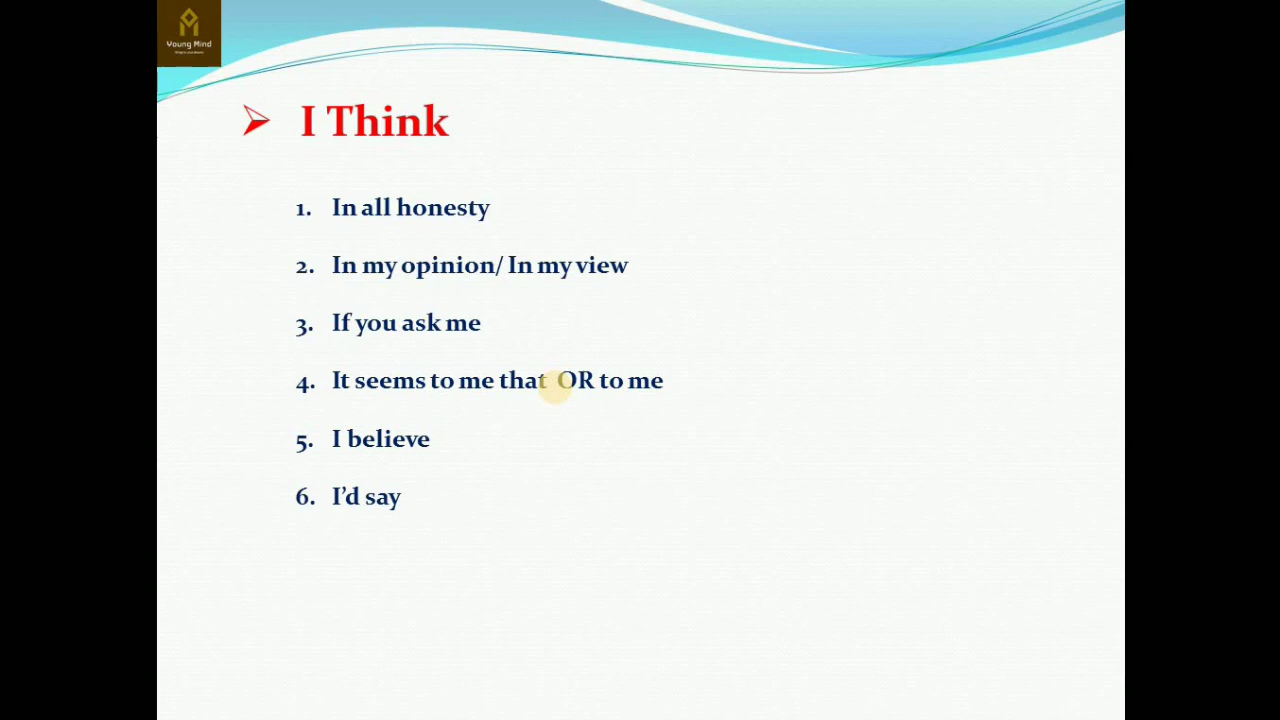 Young Mind
I Think
1. In all honesty
2. In my opinion/ In my view
3. If you ask me
4. It seems to me that OR to me
5. I believe
6. I’d say